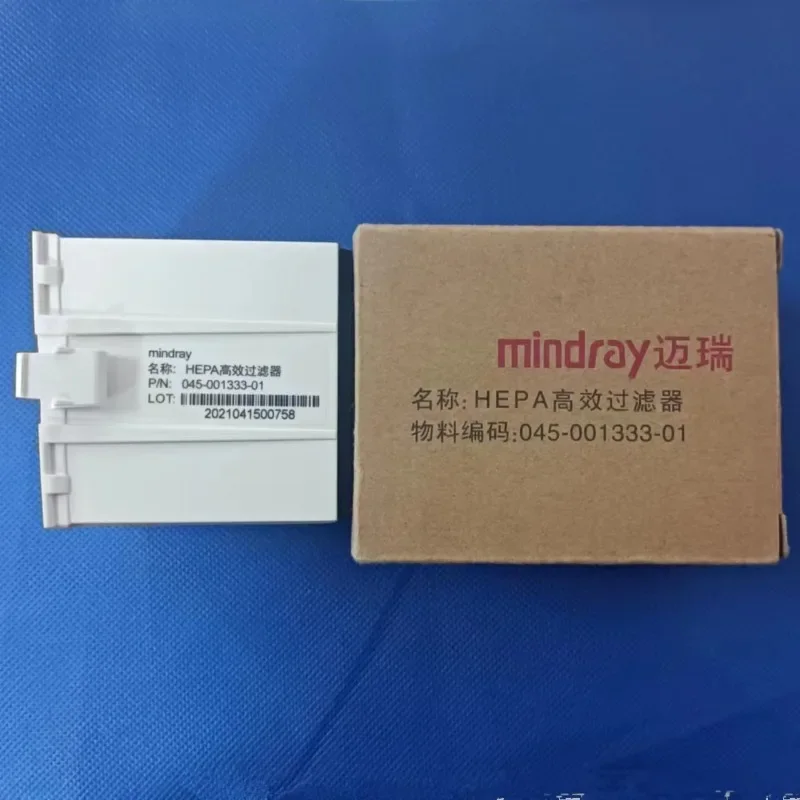 mindray
名称: HEPA高效过滤器
P/N: 045-001333-01
LOT:
2021041500758
mindray迈瑞
名称:HEPA高效过滤器
物料编码:045-001333-01